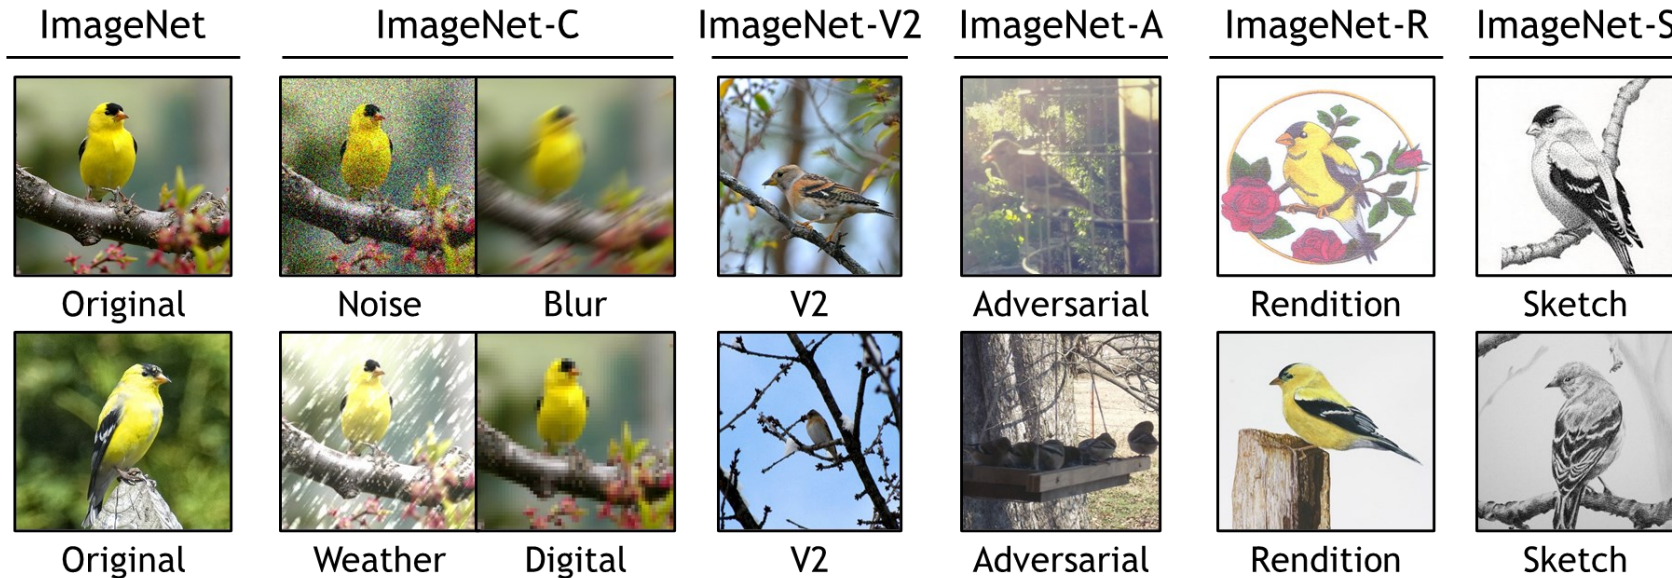 ImageNet ImageNet-C ImageNet-V2 ImageNet-A ImageNet-R ImageNet-S
Original Noise Blur V2 Adversarial Rendition Sketch
Original Weather Digital V2 Adversarial Rendition Sketch